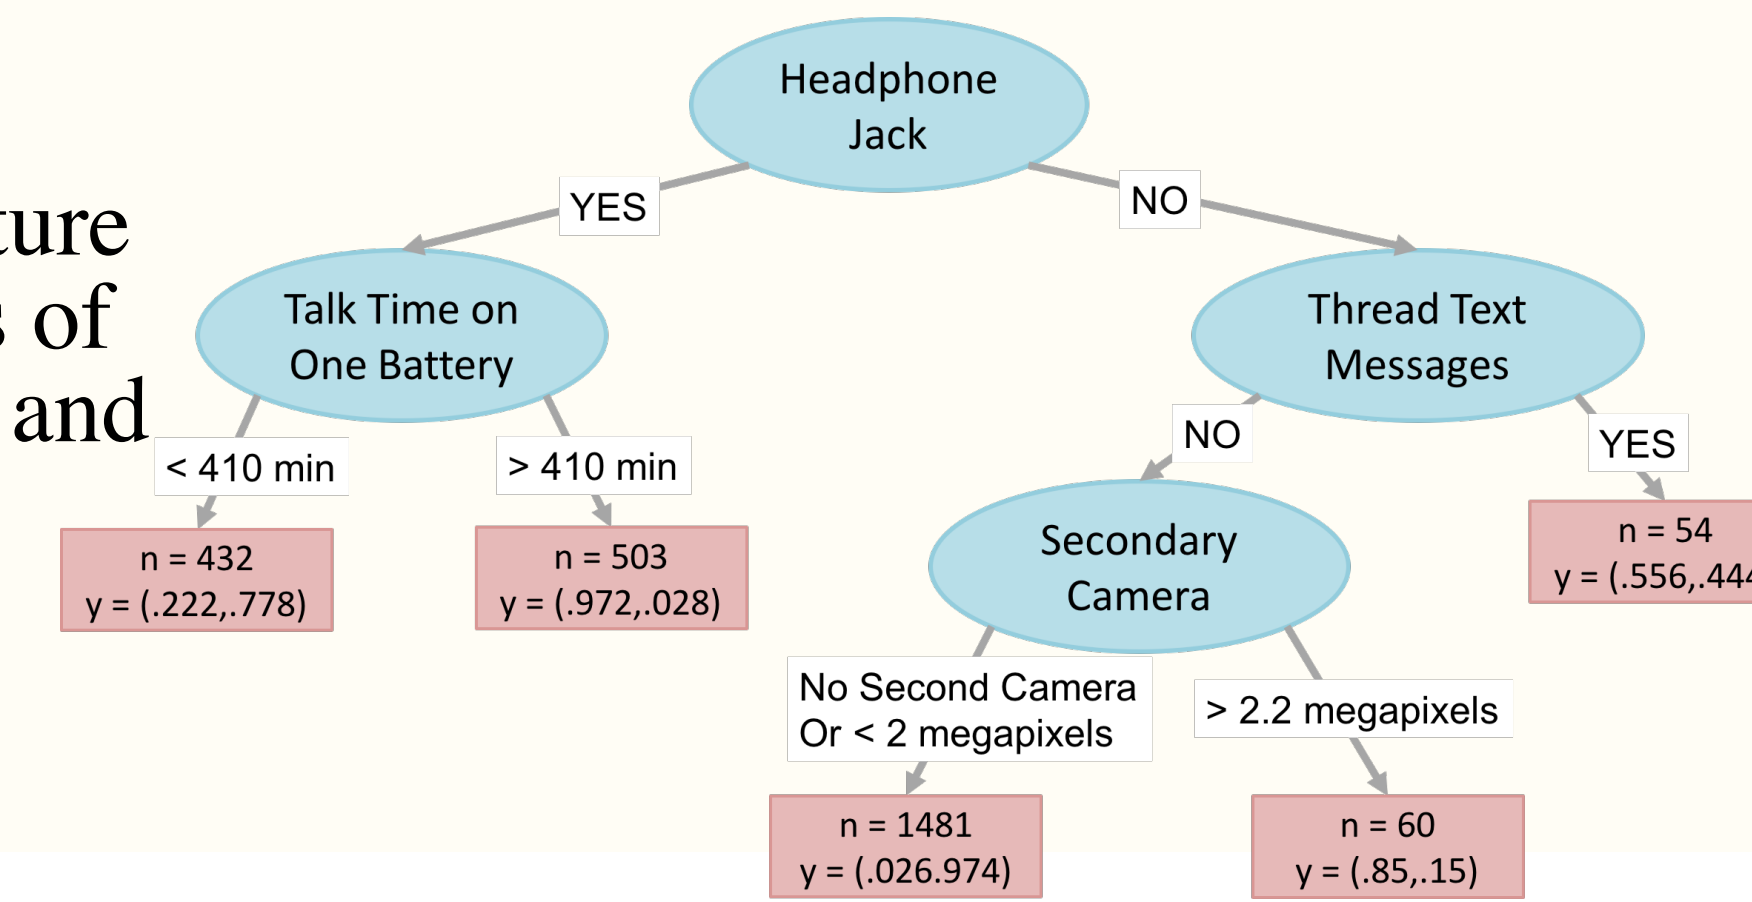 Headphone
Jack
YES
NO
ture
s of
and
Talk Time on
One Battery
Thread Text
Messages
< 410 min
> 410 min
NO
YES
n = 432
y = (.222,.778)
n = 503
y = (.972,.028)
Secondary
Camera
n = 54
y = (.556,.444
No Second Camera
Or < 2 megapixels
> 2.2 megapixels
n = 1481
y = (.026.974)
n = 60
y = (.85,.15)